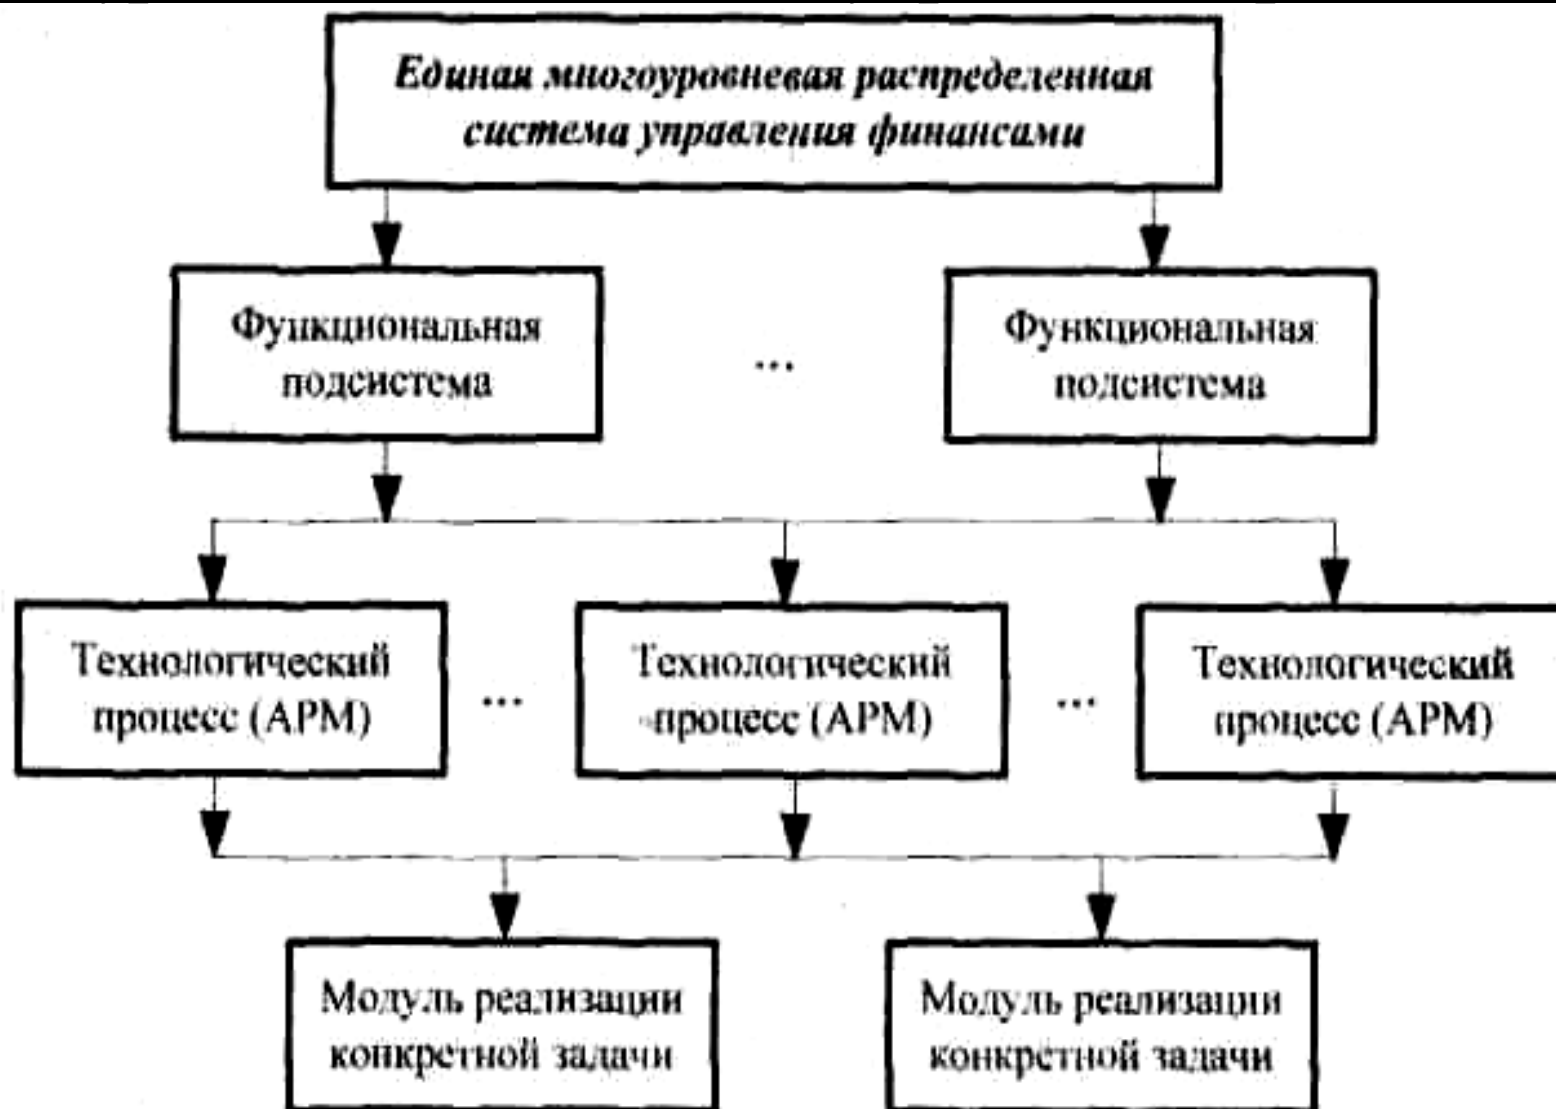 Единая многоуровневая распределенная
система управления финансами
Функциональная
подсистема
...
Функциональная
подсистема
Технологический
процесс (АРМ)
...
Технологический
процесс (АРМ)
...
Технологический
процесс (АРМ)
Модуль реализации
конкретной задачи
Модуль реализации
конкретной задачи